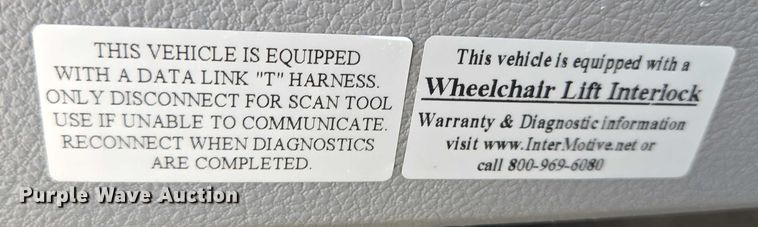 THIS VEHICLE IS EQUIPPED
WITH A DATA LINK "T" HARNESS.
ONLY DISCONNECT FOR SCAN TOOL
USE IF UNABLE TO COMMUNICATE.
RECONNECT WHEN DIAGNOSTICS
ARE COMPLETED.
This vehicle is equipped with a
Wheelchair Lift Interlock
Warranty & Diagnostic information
visit www.InterMotive.net or
call 800-969-6080
Purple Wave Auction